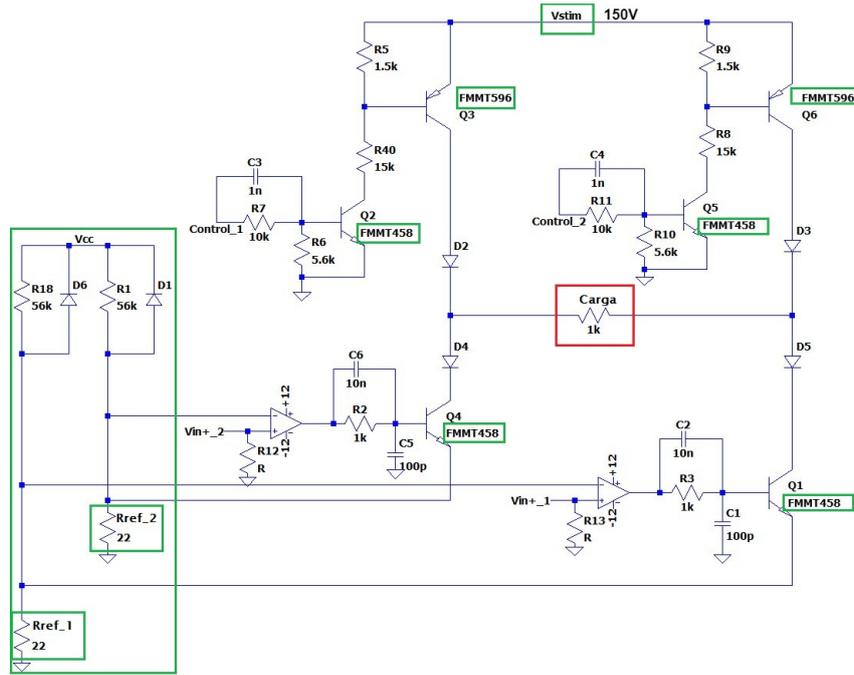 Vstim 150V
R5
1.5k
R9
1.5k
FMMT596
Q3
FMMT596
Q6
R40
15k
R8
15k
C3
1n
C4
1n
R7
10k
Control_1
Q2
FMMT458
R6
5.6k
R11
10k
Control_2
Q5
FMMT458
R10
5.6k
Vcc
D2
D3
R18
56k
D6
R1
56k
D1
Carga
1k
D4
D5
C6
10n
+12
-12
Vin+_2
R2
1k
Q4
FMMT458
R12
R
C5
100p
C2
10n
+12
-12
Vin+_1
R3
1k
Q1
FMMT458
R13
R
C1
100p
Rref_2
22
Rref_1
22